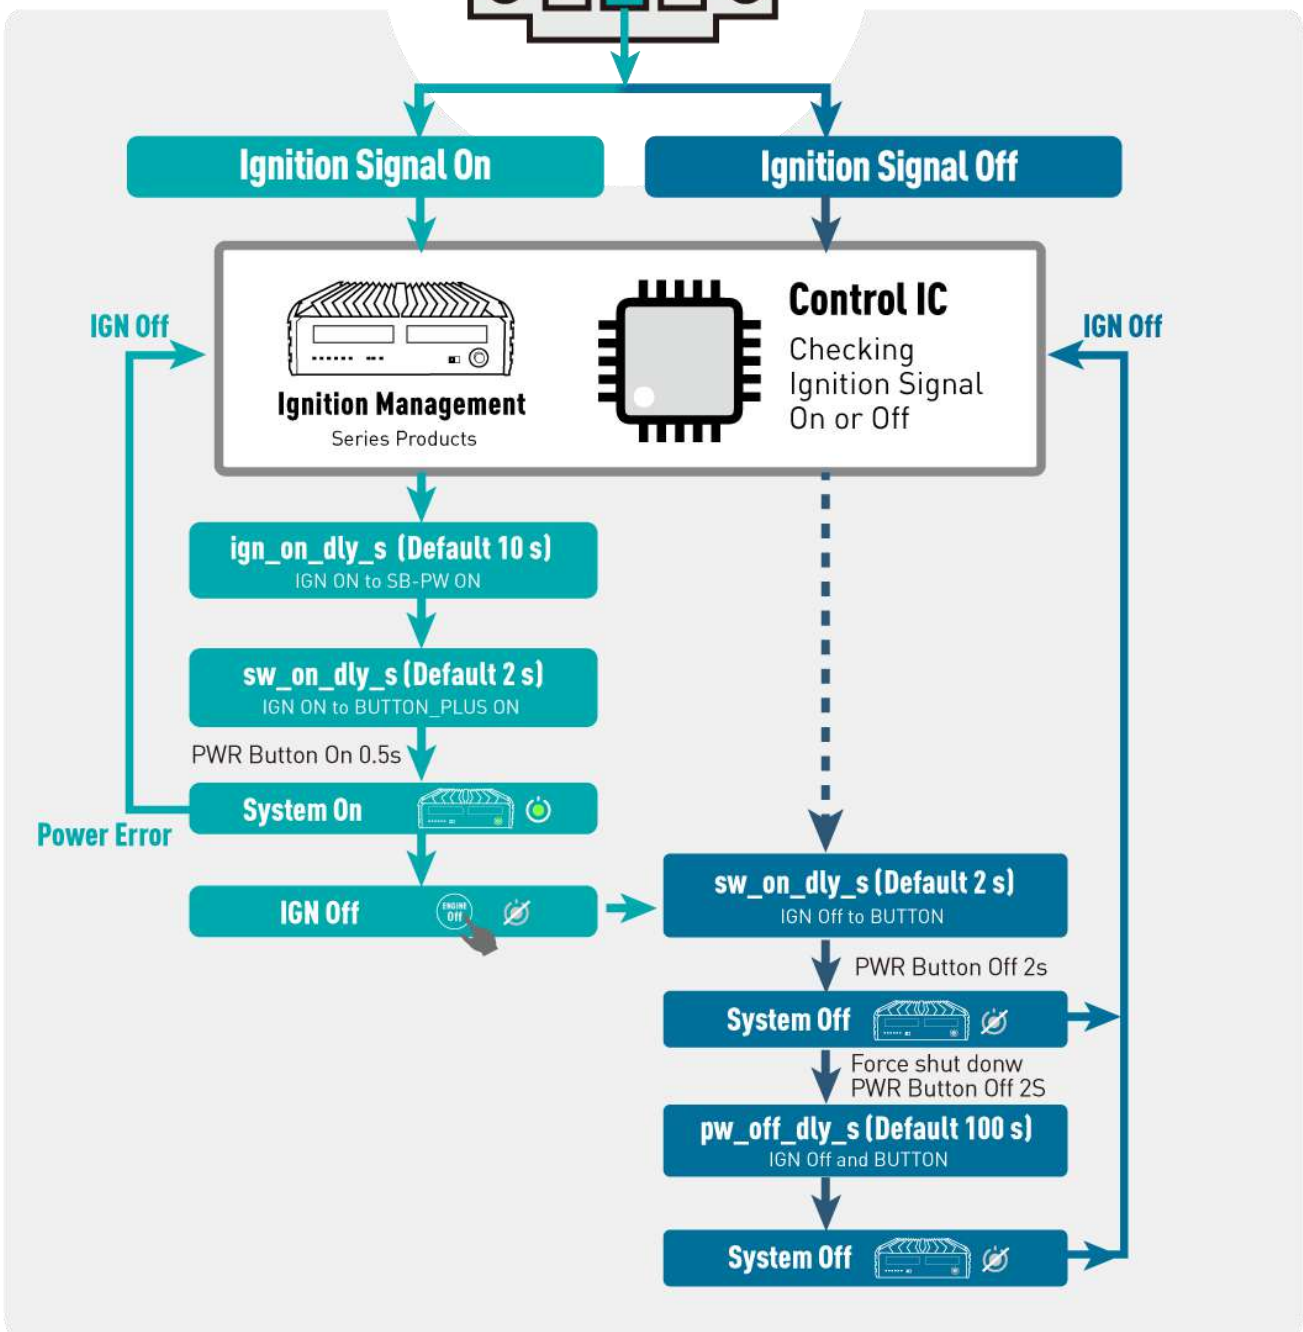 Ignition Signal On
Ignition Signal Off
IGN Off
Ignition Management
Series Products
Control IC
Checking
Ignition Signal
On or Off
IGN Off
ign_on_dly_s (Default 10 s)
IGN ON to SB-PW ON
sw_on_dly_s (Default 2 s)
IGN ON to BUTTON_PLUS ON
PWR Button On 0.5s
System On
Power Error
IGN Off
ENGINE
Off
sw_on_dly_s (Default 2 s)
IGN Off to BUTTON
PWR Button Off 2s
System Off
Force shut donw
PWR Button Off 2S
pw_off_dly_s (Default 100 s)
IGN Off and BUTTON
System Off